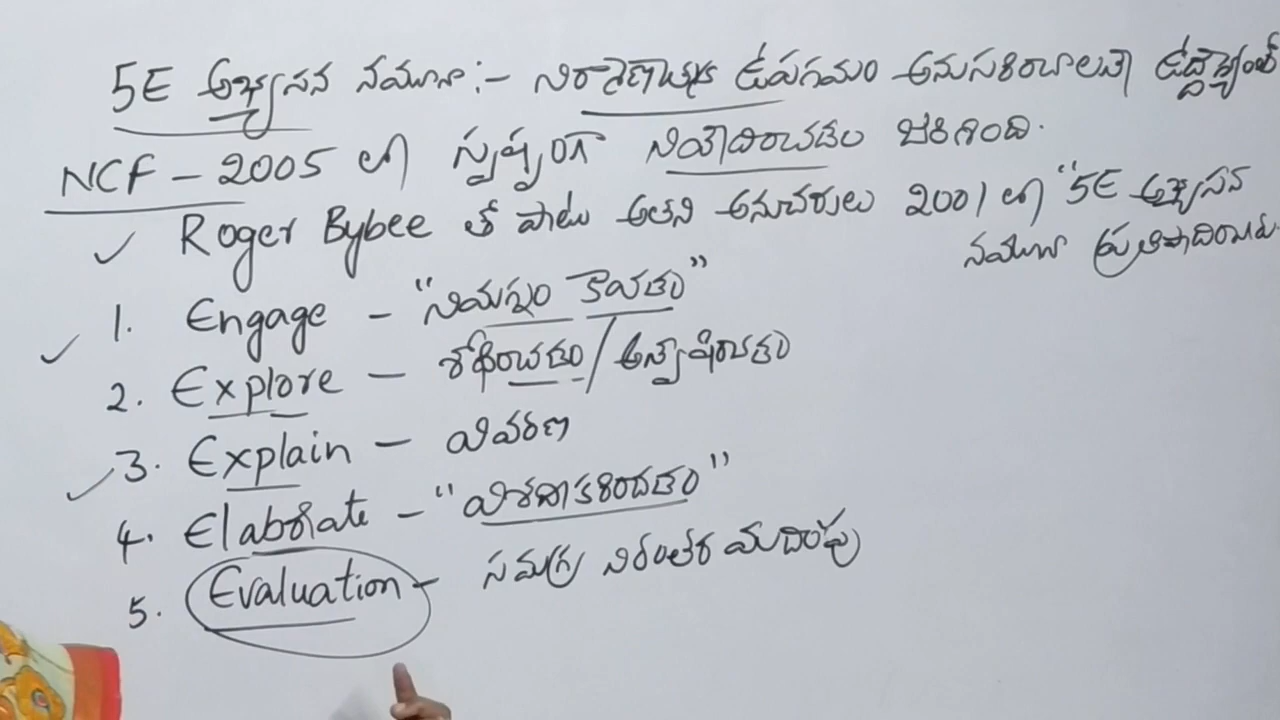 5E అభ్యసన నమూనా :- నిర్మాణాత్మక ఉపగమం అనుసరించాలనే
NCF - 2005 లో స్పష్టంగా నిర్దేశించడం జరిగింది.
Roger Bybee తో పాటు అతని అనుచరులు 2001 లో "5E అభ్యసన
నమూనా ప్రతిపాదించారు.
1. Engage - "నిమగ్నం కావడం"
2. Explore - శోధించడం / అన్వేషించడం
3. Explain - వివరణ
4. Elaborate - "విశదీకరించడం"
5. Evaluation - సమగ్ర నిరంతర మదింపు